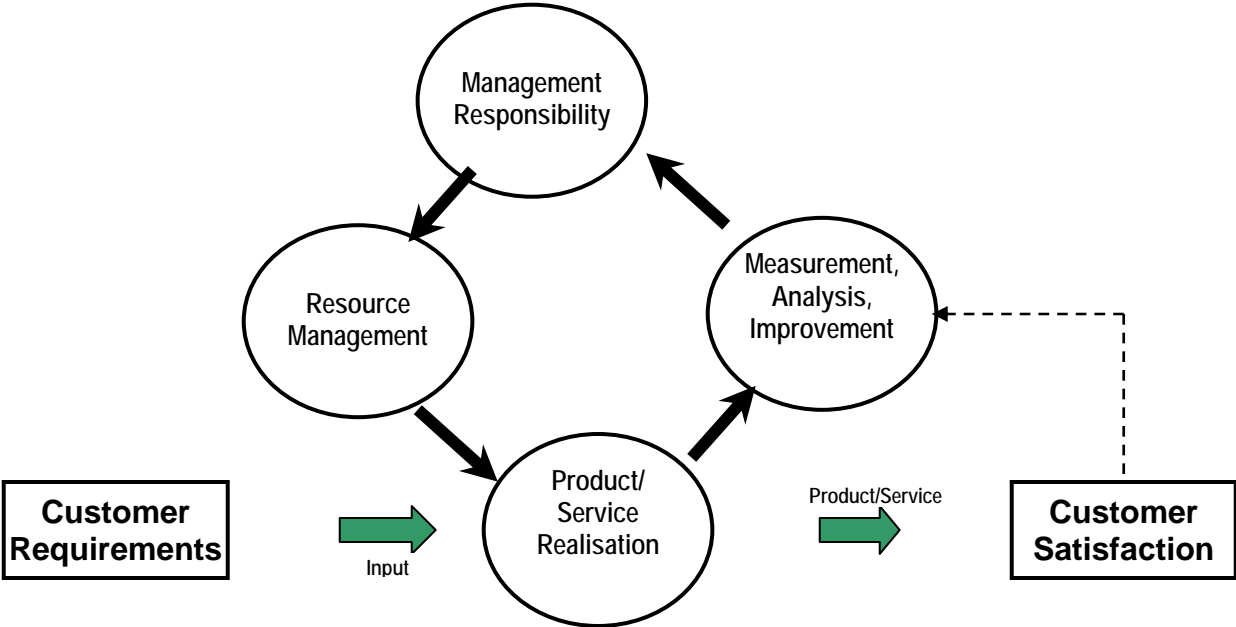 Management
Responsibility
Measurement,
Analysis,
Improvement
Resource
Management
Product/
Service
Realisation
Customer
Requirements
Input
Product/Service
Customer
Satisfaction